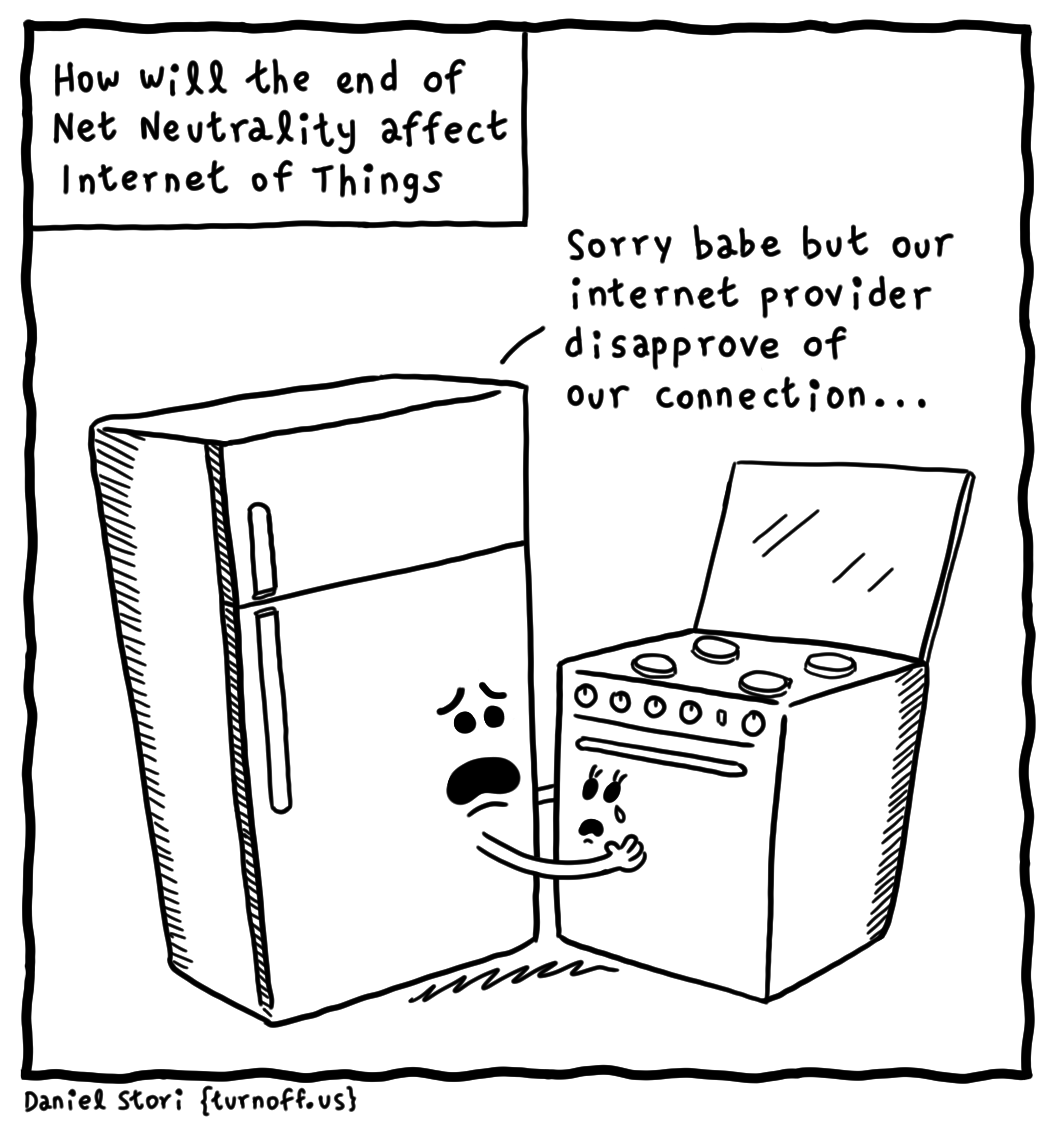 How will the end of
Net Neutrality affect
Internet of Things
Sorry babe but our
internet provider
disapprove of
our connection...
Daniel Stori {turnoff.us}